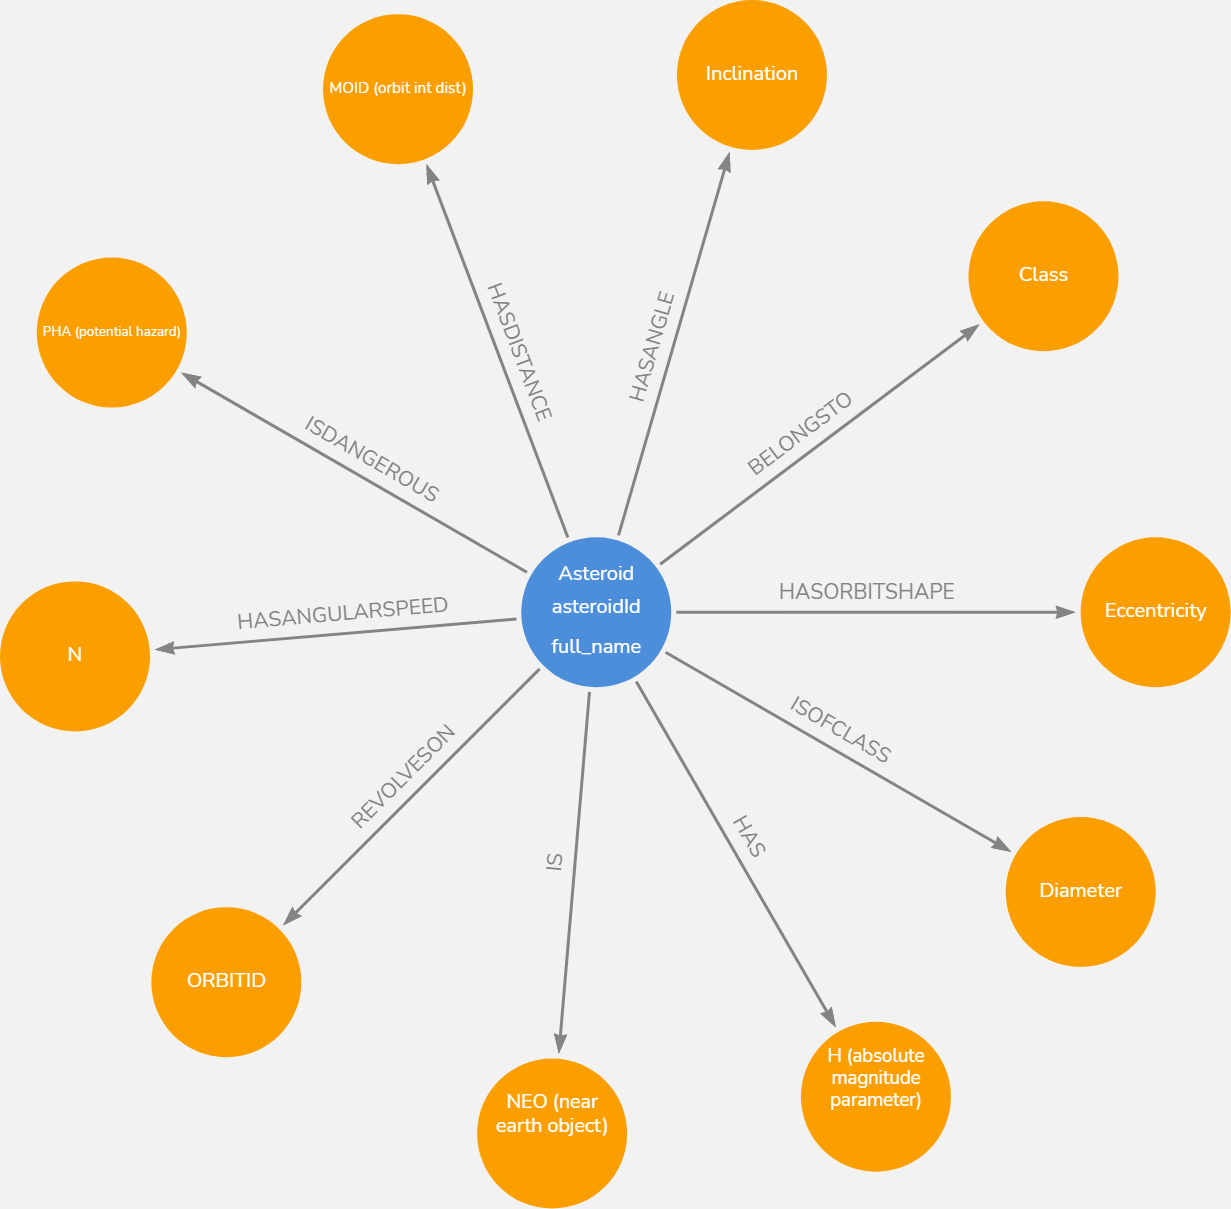 Inclination
MOID (orbit int dist)
Class
PHA (potential hazard)
HASDISTANCE
HASANGLE
BELONGSTO
ISDANGEROUS
Asteroid
asteroidId
full_name
HASORBITSHAPE
Eccentricity
HASANGULARSPEED
N
ISOFCLASS
REVOLVESON
HAS
IS
Diameter
ORBITID
H (absolute
magnitude
parameter)
NEO (near
earth object)